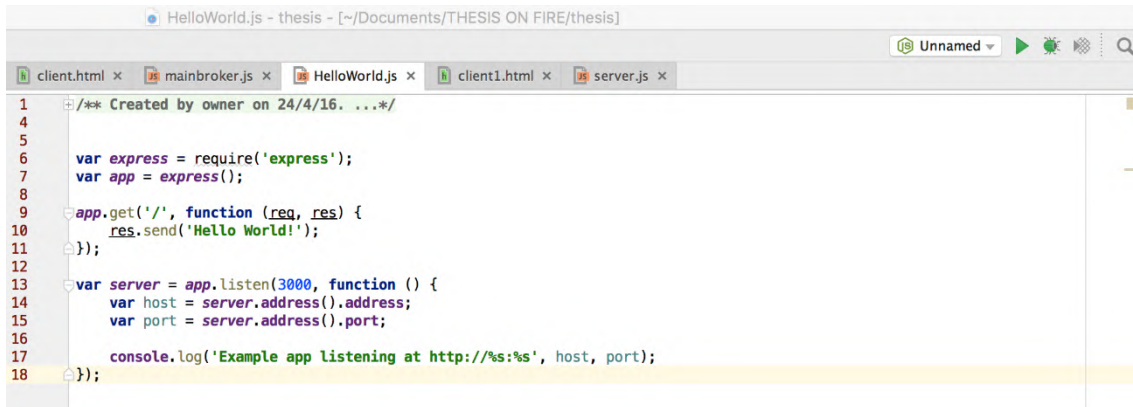 HelloWorld.js - thesis - [~/Documents/THESIS ON FIRE/thesis]
JS Unnamed
h client.html × JS mainbroker.js × JS HelloWorld.js × h client1.html × JS server.js ×
1 /** Created by owner on 24/4/16. ...*/
4
5
6 var express = require('express');
7 var app = express();
8
9 app.get('/', function (req, res) {
10     res.send('Hello World!');
11 });
12
13 var server = app.listen(3000, function () {
14     var host = server.address().address;
15     var port = server.address().port;
16
17     console.log('Example app listening at http://%s:%s', host, port);
18 });